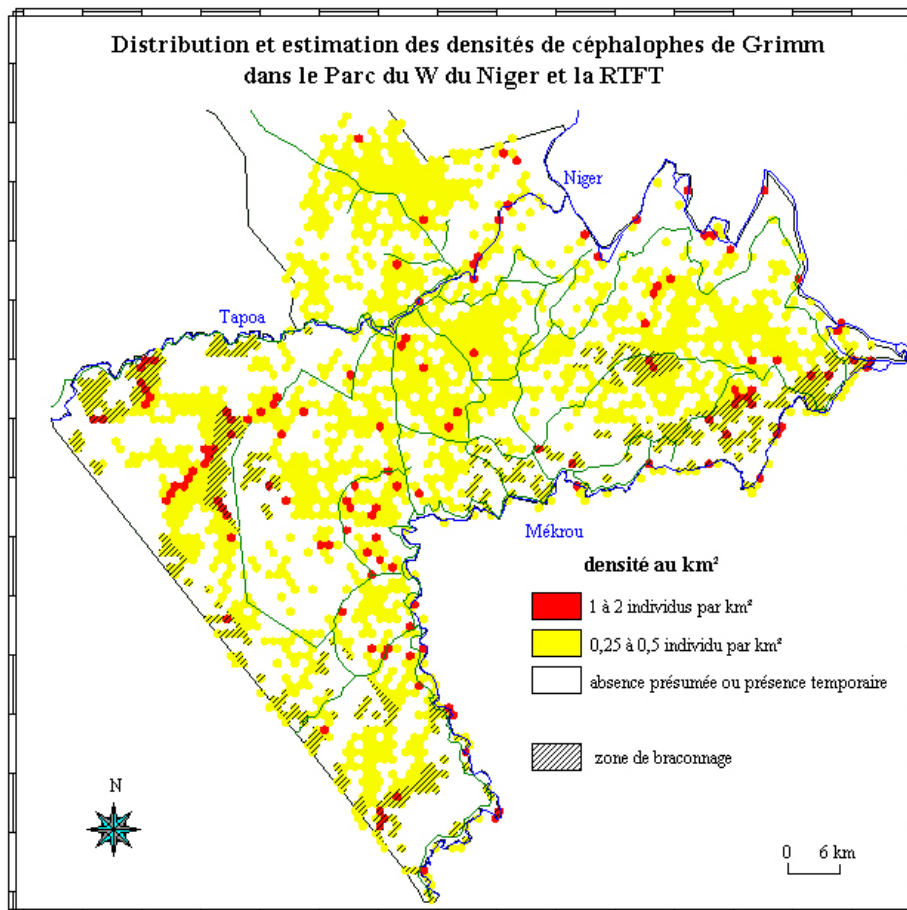 Distribution et estimation des densités de céphalophes de Grimm
dans le Parc du W du Niger et la RTFT
Niger
Tapoa
Mékrou
densité au km²
1 à 2 individus par km²
0,25 à 0,5 individu par km²
absence présumée ou présence temporaire
zone de braconnage
N
0 6 km